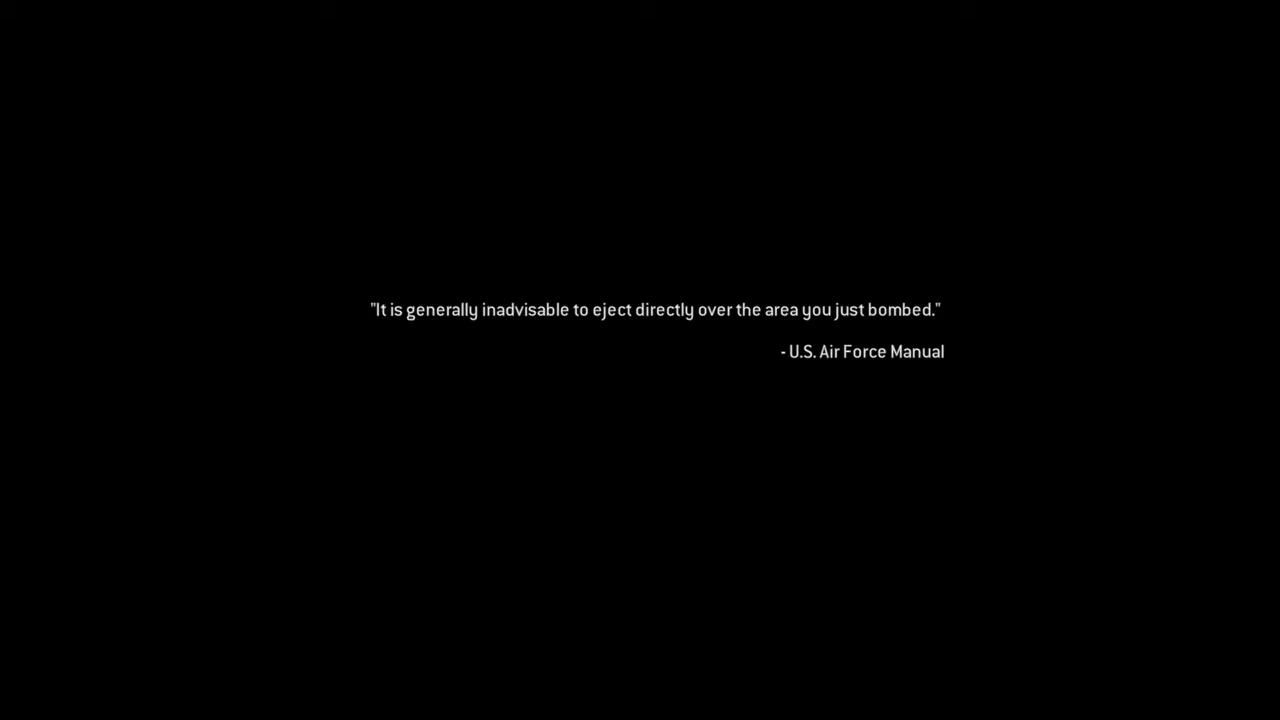 "It is generally inadvisable to eject directly over the area you just bombed."
- U.S. Air Force Manual